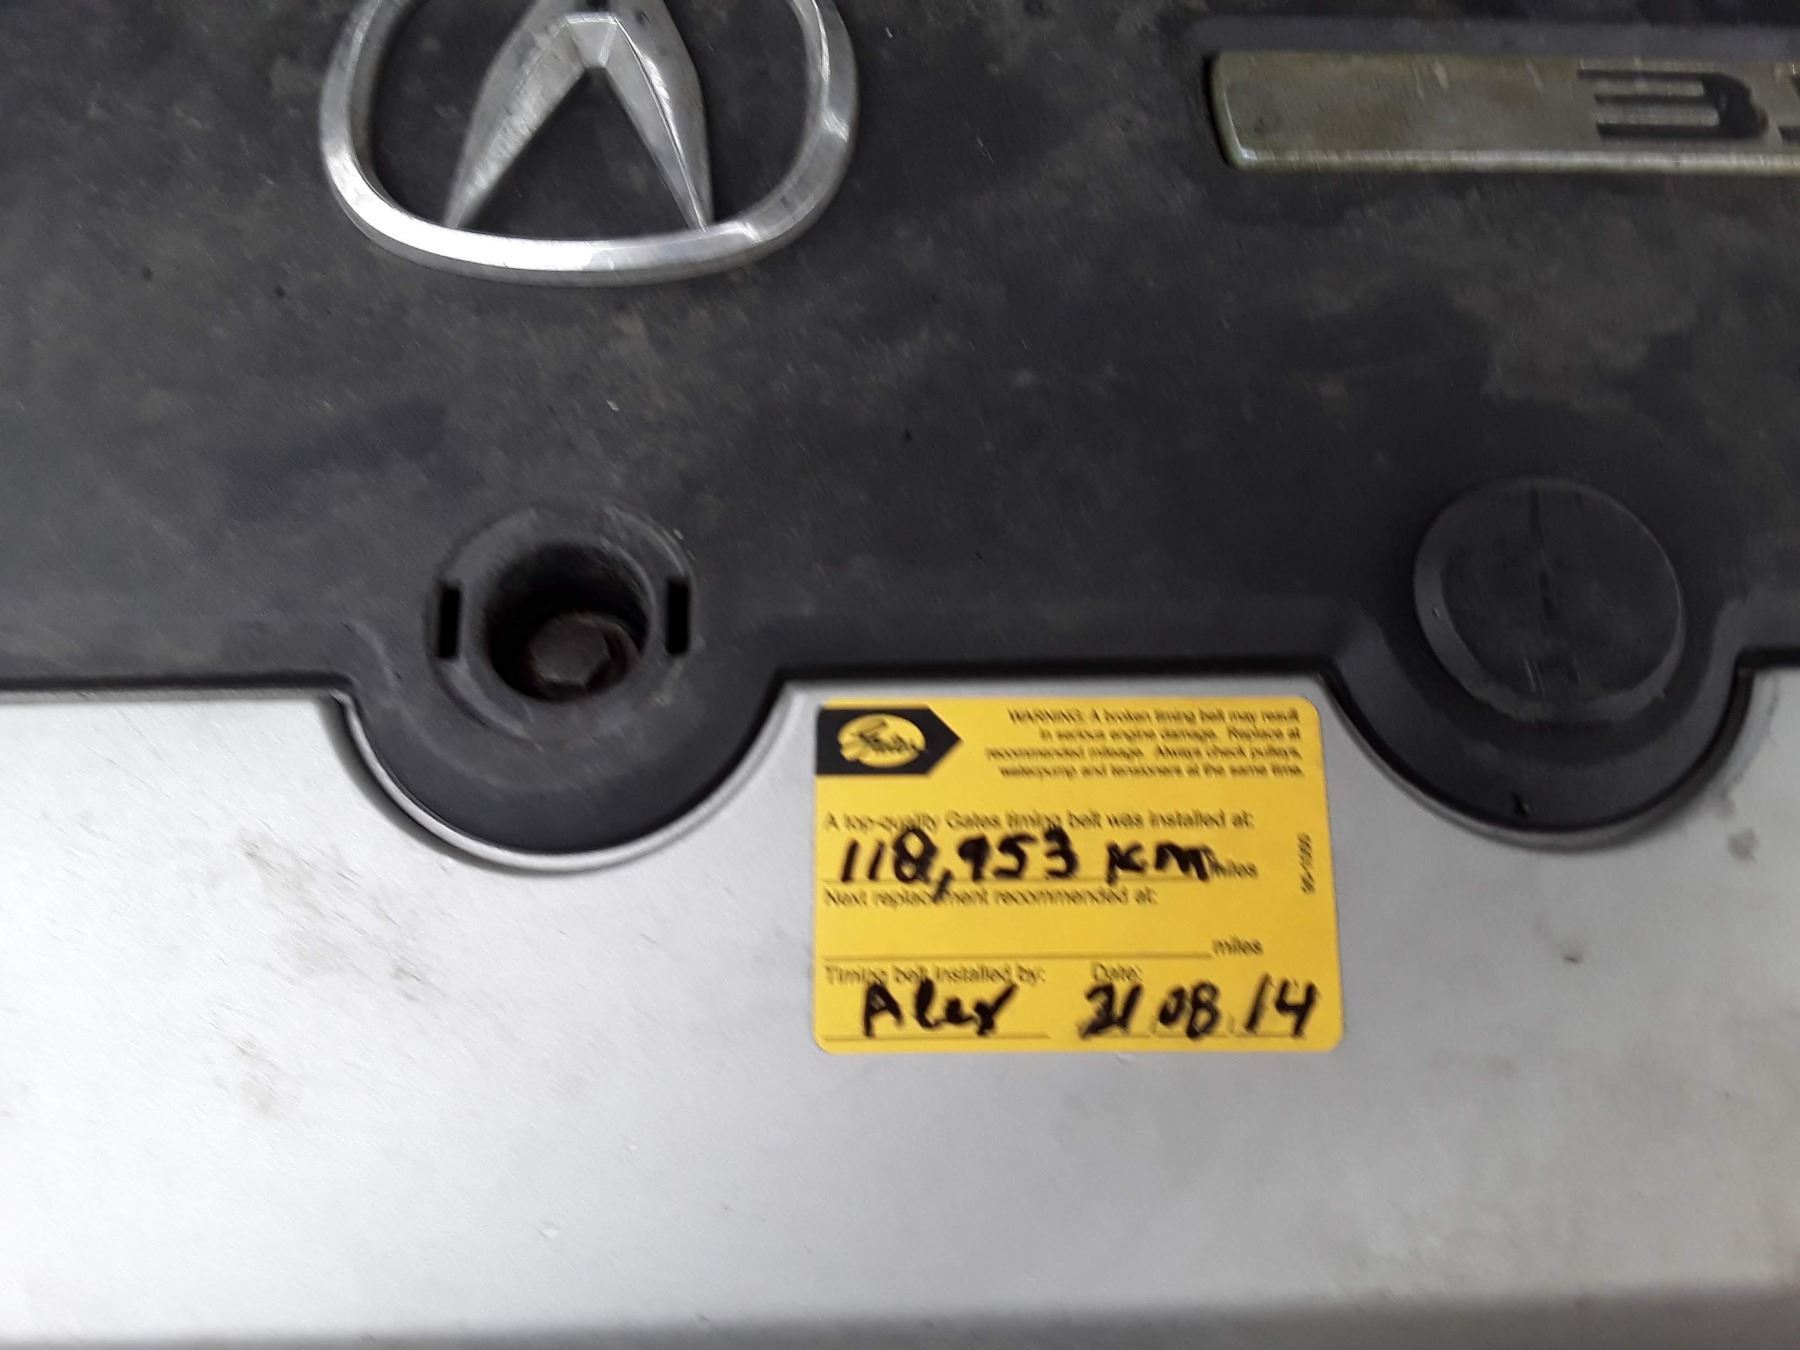 Gates
WARNING: A broken timing belt may result
in serious engine damage. Replace at
recommended mileage. Always check pulleys,
waterpump and tensioners at the same time.
A top-quality Gates timing belt was installed at:
118,953 km miles
Next replacement recommended at:
miles
Timing belt installed by: Date:
Alex 21.08.14